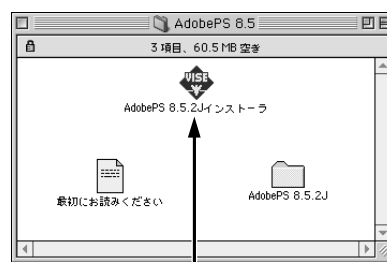 AdobePS 8.5
3 項目、60.5 MB 空き
VISE
AdobePS 8.5.2Jインストーラ
最初にお読みください
AdobePS 8.5.2J